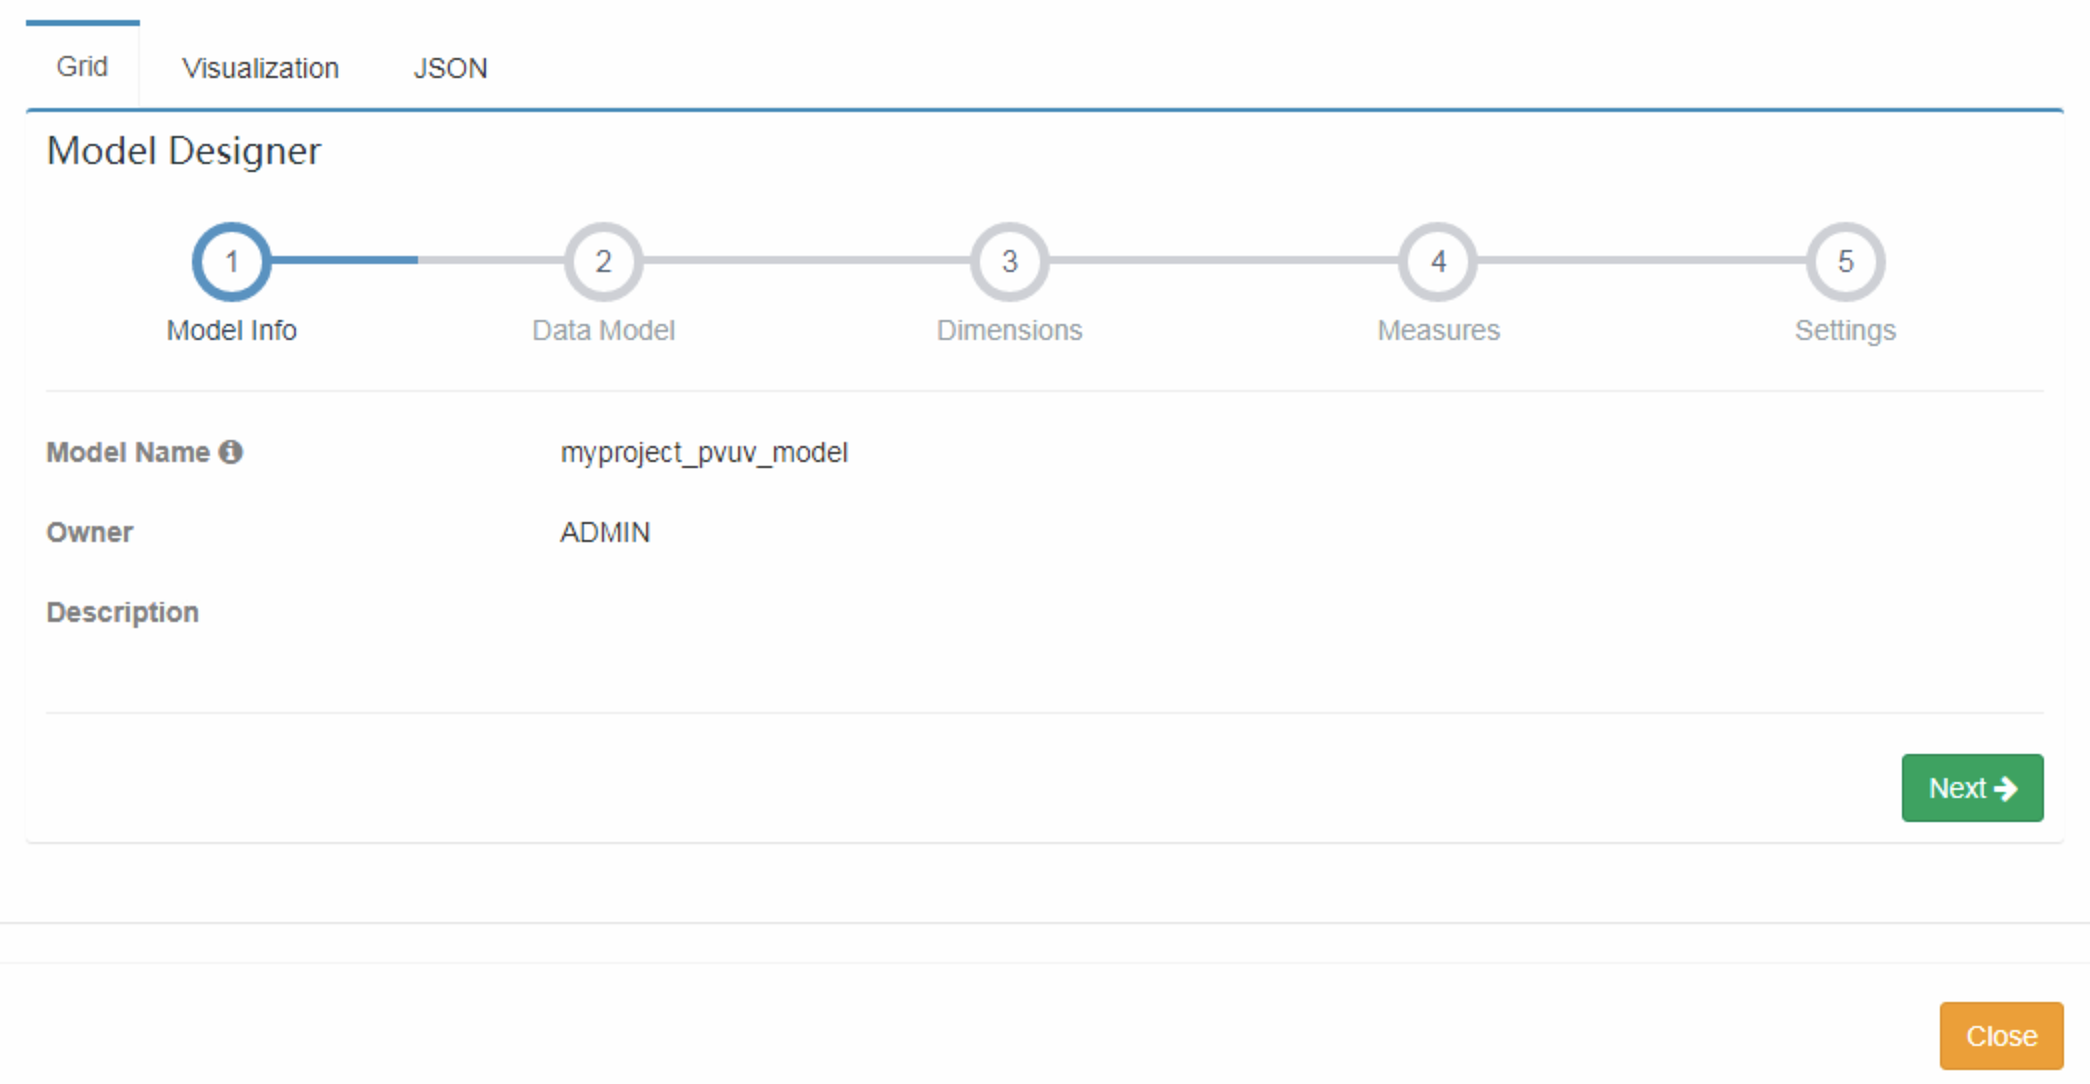 Grid Visualization JSON
Model Designer
1 2 3 4 5
Model Info Data Model Dimensions Measures Settings
Model Name myproject_pvuv_model
Owner ADMIN
Description
Next
Close